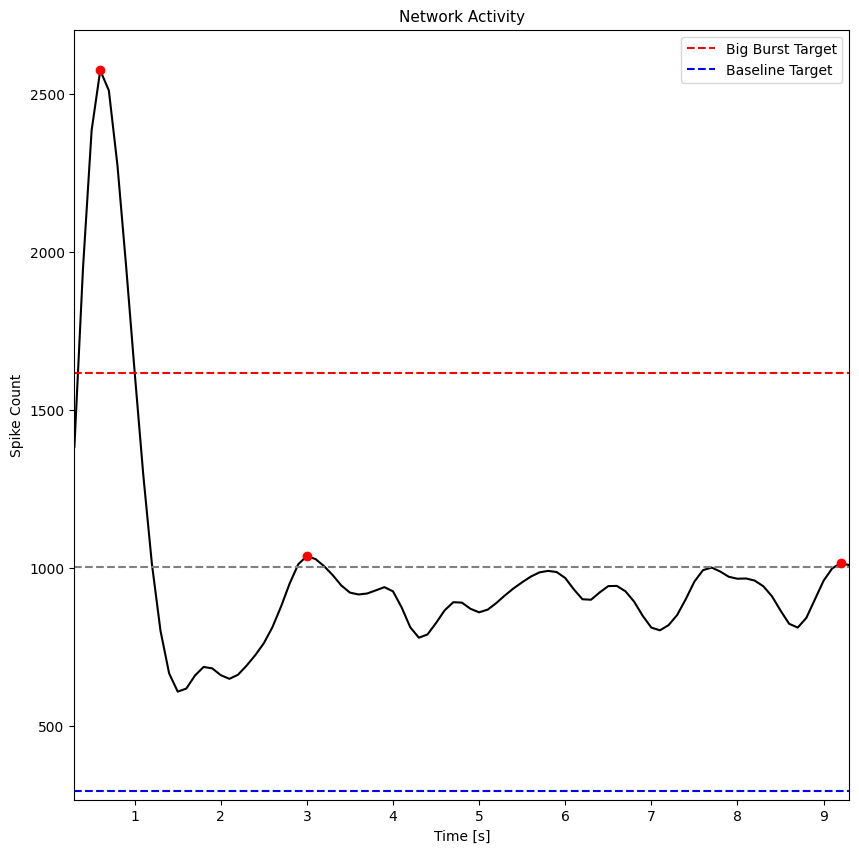 Network Activity
Big Burst Target
Baseline Target
Spike Count
2500
2000
1500
1000
500
1 2 3 4 5 6 7 8 9
Time [s]